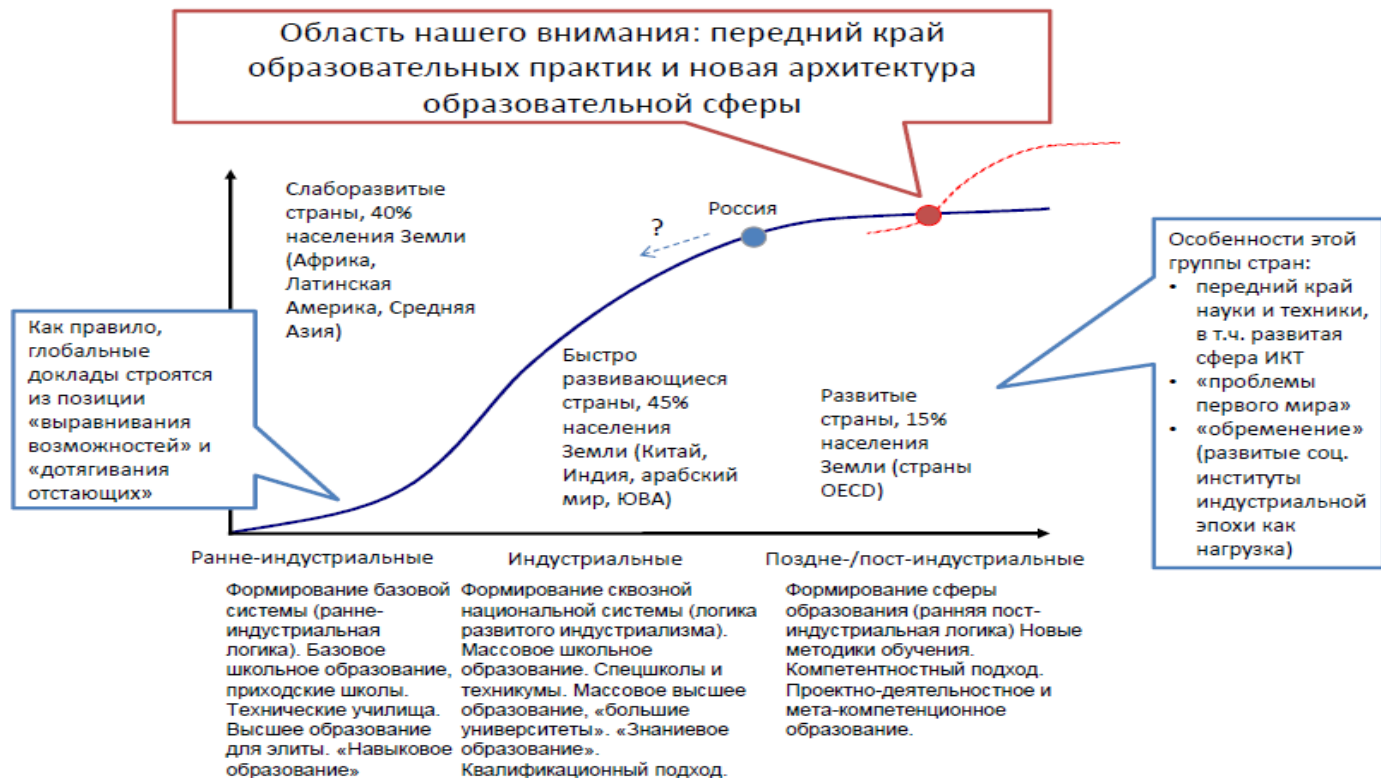 Область нашего внимания: передний край
образовательных практик и новая архитектура
образовательной сферы
Слаборазвитые
страны, 40%
населения Земли
(Африка,
Латинская
Америка, Средняя
Азия)
?
Россия
Как правило,
глобальные
доклады строятся
из позиции
«выравнивания
возможностей» и
«дотягивания
отстающих»
Быстро
развивающиеся
страны, 45%
населения
Земли (Китай,
Индия, арабский
мир, ЮВА)
Развитые
страны, 15%
населения
Земли (страны
OECD)
Особенности этой
группы стран:
• передний край
науки и техники,
в т.ч. развитая
сфера ИКТ
• «проблемы
первого мира»
• «обременение»
(развитые соц.
институты
индустриальной
эпохи как
нагрузка)
Ранне-индустриальные
Формирование базовой
системы (ранне-
индустриальная
логика). Базовое
школьное образование,
приходские школы.
Технические училища.
Высшее образование
для элиты. «Навыковое
образование»
Индустриальные
Формирование сквозной
национальной системы (логика
развитого индустриализма).
Массовое школьное
образование. Спецшколы и
техникумы. Массовое высшее
образование, «большие
университеты». «Знаниевое
образование».
Квалификационный подход.
Поздне-/пост-индустриальные
Формирование сферы
образования (ранняя пост-
индустриальная логика) Новые
методики обучения.
Компетентностный подход.
Проектно-деятельностное и
мета-компетенционное
образование.